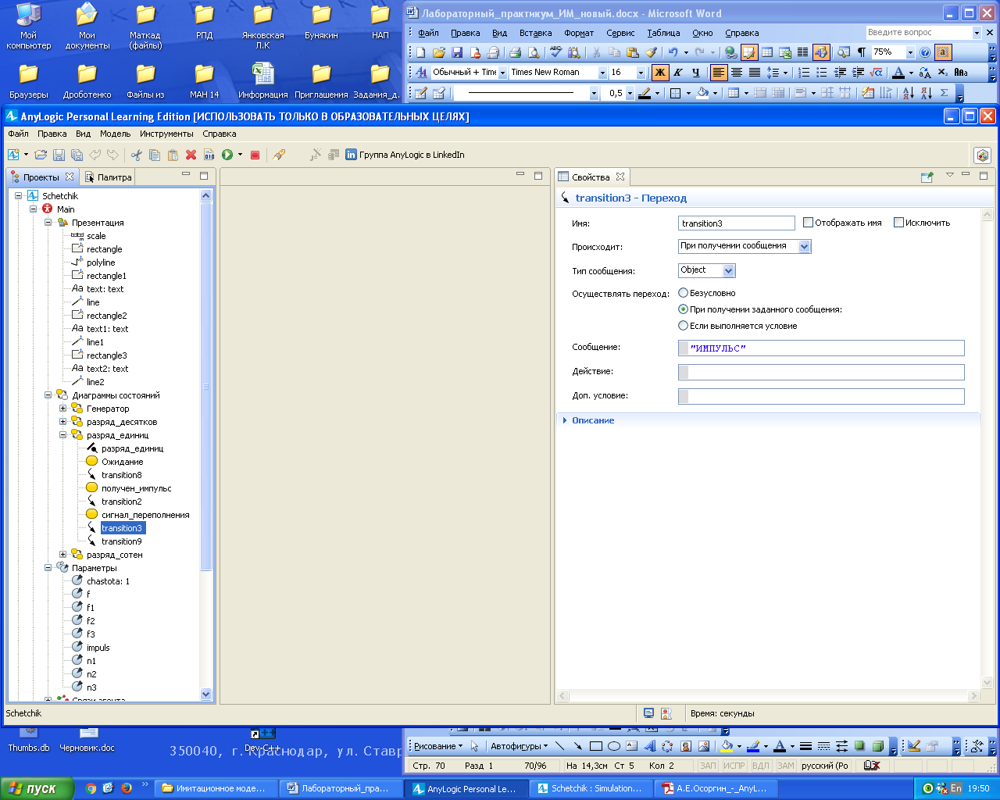 Мой компьютер
Мои документы
Маткад (файлы)
РПД
Янковская Л.К
Бунякин
НАП
Браузеры
Дроботенко
Файлы из
МАН 14
Информация
Приглашения
Задания_д.
Лабораторный_практикум_ИМ_новый.docx - Microsoft Word
Файл Правка Вид Вставка Формат Сервис Таблица Окно Справка
Введите вопрос
75%
Обычный + Time Times New Roman 16 Ж К Ч
0,5
AnyLogic Personal Learning Edition [ИСПОЛЬЗОВАТЬ ТОЛЬКО В ОБРАЗОВАТЕЛЬНЫХ ЦЕЛЯХ]
Файл Правка Вид Модель Инструменты Справка
Группа AnyLogic в LinkedIn
Проекты Палитра
Schetchik
Main
Презентация
scale
rectangle
polyline
rectangle1
text: text
line
rectangle2
text1: text
line1
rectangle3
text2: text
line2
Диаграммы состояний
Генератор
разряд_десятков
разряд_единиц
разряд_единиц
Ожидание
transition8
получен_импульс
transition2
сигнал_переполнения
transition3
transition9
разряд_сотен
Параметры
chastota: 1
f
f1
f2
f3
impuls
n1
n2
n3
Связи агента
Свойства
transition3 - Переход
Имя: transition3 Отображать имя Исключить
Происходит: При получении сообщения
Тип сообщения: Object
Осуществлять переход: Безусловно
При получении заданного сообщения:
Если выполняется условие
Сообщение: "ИМПУЛЬС"
Действие:
Доп. условие:
Описание
Schetchik
Время: секунды
Thumbs.db
Черновик.doc
Dev-C++
350040, г. Краснодар, ул. Ставр
Рисование Автофигуры
Стр. 70 Разд 1 70/96 На 14,3см Ст 5 Кол 2 ЗАП ИСПР ВДЛ ЗАМ русский (Ро
пуск
Имитационное моде...
Лабораторный_пра...
AnyLogic Personal Le...
Schetchik : Simulation...
А.Е.Осоргин_-_AnyL...
En 19:50